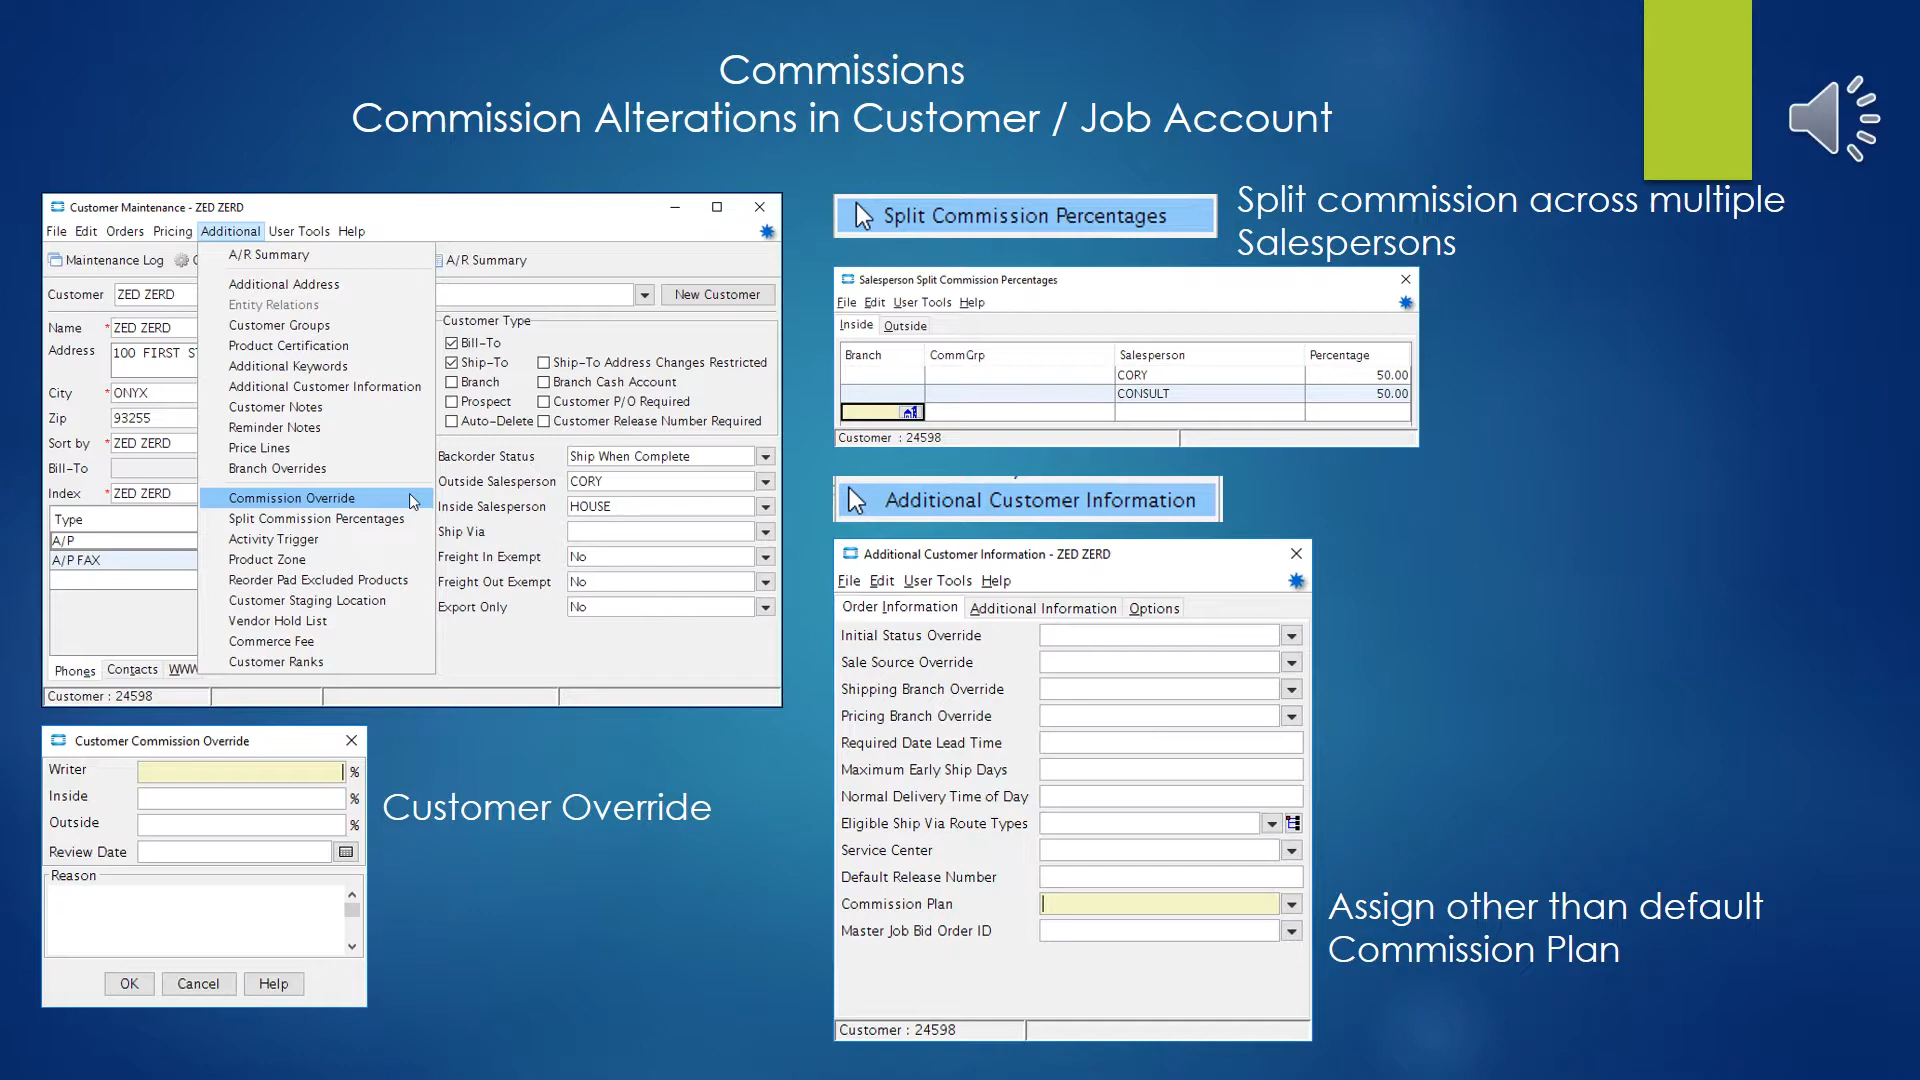 Commissions
Commission Alterations in Customer / Job Account
Customer Maintenance - ZED ZERD
File Edit Orders Pricing Additional User Tools Help
Maintenance Log
A/R Summary
Customer ZED ZERD
New Customer
Name * ZED ZERD
Address 100 FIRST
City * ONYX
Zip 93255
Sort by * ZED ZERD
Bill-To
Index * ZED ZERD
Type
A/P
A/P FAX
Phones Contacts WWW
Customer : 24598
A/R Summary
Additional Address
Entity Relations
Customer Groups
Product Certification
Additional Keywords
Additional Customer Information
Customer Notes
Reminder Notes
Price Lines
Branch Overrides
Commission Override
Split Commission Percentages
Activity Trigger
Product Zone
Reorder Pad Excluded Products
Customer Staging Location
Vendor Hold List
Commerce Fee
Customer Ranks
Customer Type
Bill-To
Ship-To Ship-To Address Changes Restricted
Branch Branch Cash Account
Prospect Customer P/O Required
Auto-Delete Customer Release Number Required
Backorder Status Ship When Complete
Outside Salesperson CORY
Inside Salesperson HOUSE
Ship Via
Freight In Exempt No
Freight Out Exempt No
Export Only No
Customer Commission Override
Writer %
Inside %
Outside %
Review Date
Reason
OK Cancel Help
Customer Override
Split Commission Percentages
Split commission across multiple
Salespersons
Salesperson Split Commission Percentages
File Edit User Tools Help
Inside Outside
Branch CommGrp Salesperson Percentage
CORY 50.00
CONSULT 50.00
Customer : 24598
Additional Customer Information
Additional Customer Information - ZED ZERD
File Edit User Tools Help
Order Information Additional Information Options
Initial Status Override
Sale Source Override
Shipping Branch Override
Pricing Branch Override
Required Date Lead Time
Maximum Early Ship Days
Normal Delivery Time of Day
Eligible Ship Via Route Types
Service Center
Default Release Number
Commission Plan
Master Job Bid Order ID
Customer : 24598
Assign other than default
Commission Plan